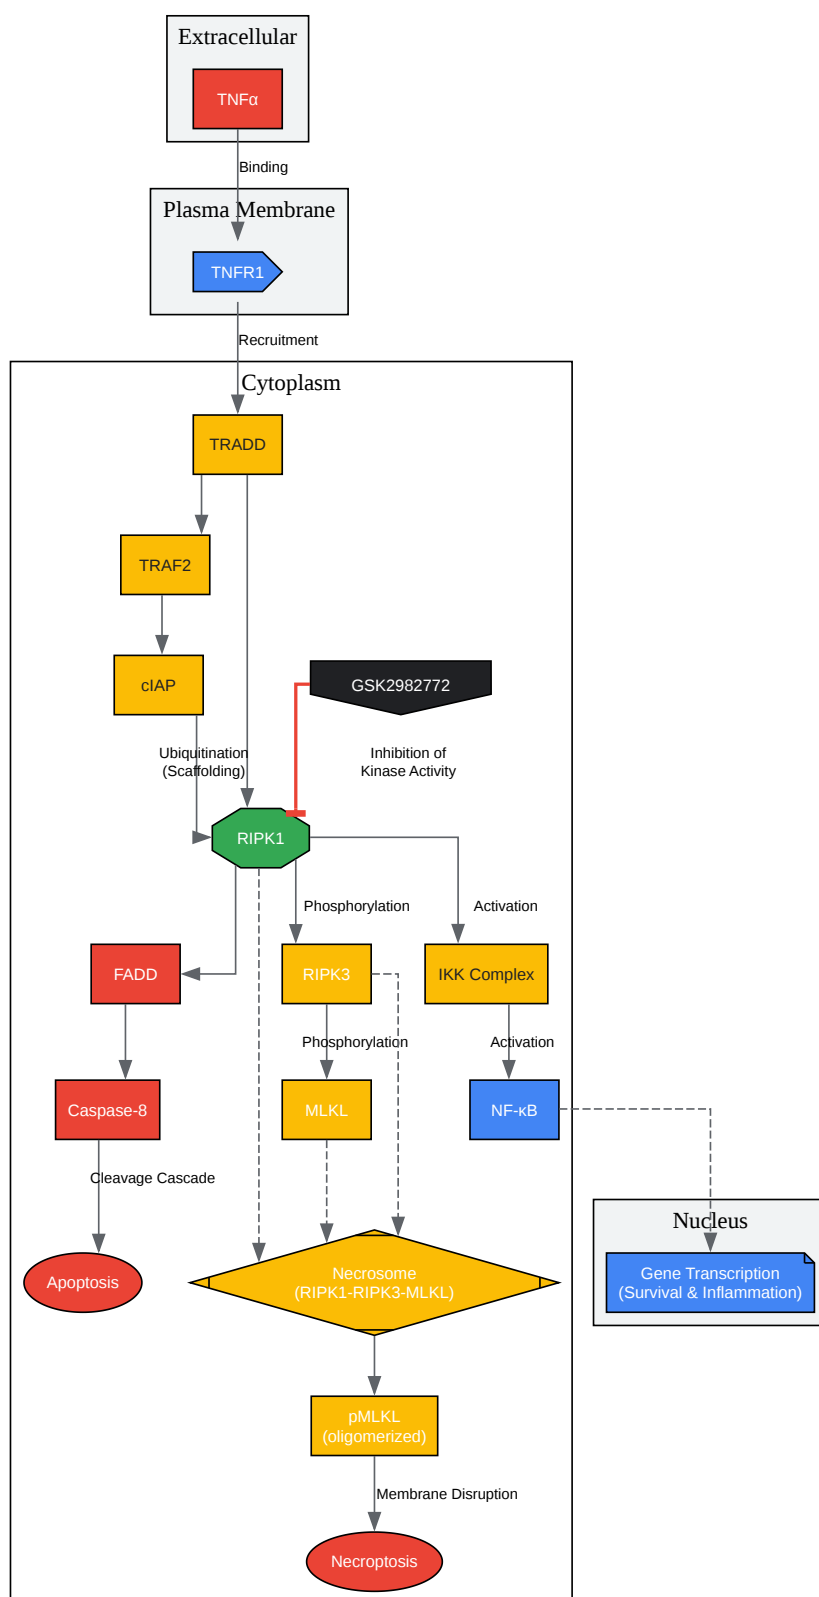 Extracellular
TNFα
Binding
Plasma Membrane
TNFR1
Recruitment
Cytoplasm
TRADD
TRAF2
cIAP
GSK2982772
Ubiquitination
(Scaffolding)
Inhibition of
Kinase Activity
RIPK1
Phosphorylation
Activation
FADD
RIPK3
IKK Complex
Phosphorylation
Activation
Caspase-8
MLKL
NF-κB
Cleavage Cascade
Nucleus
Apoptosis
Necrosome
(RIPK1-RIPK3-MLKL)
Gene Transcription
(Survival & Inflammation)
pMLKL
(oligomerized)
Membrane Disruption
Necroptosis